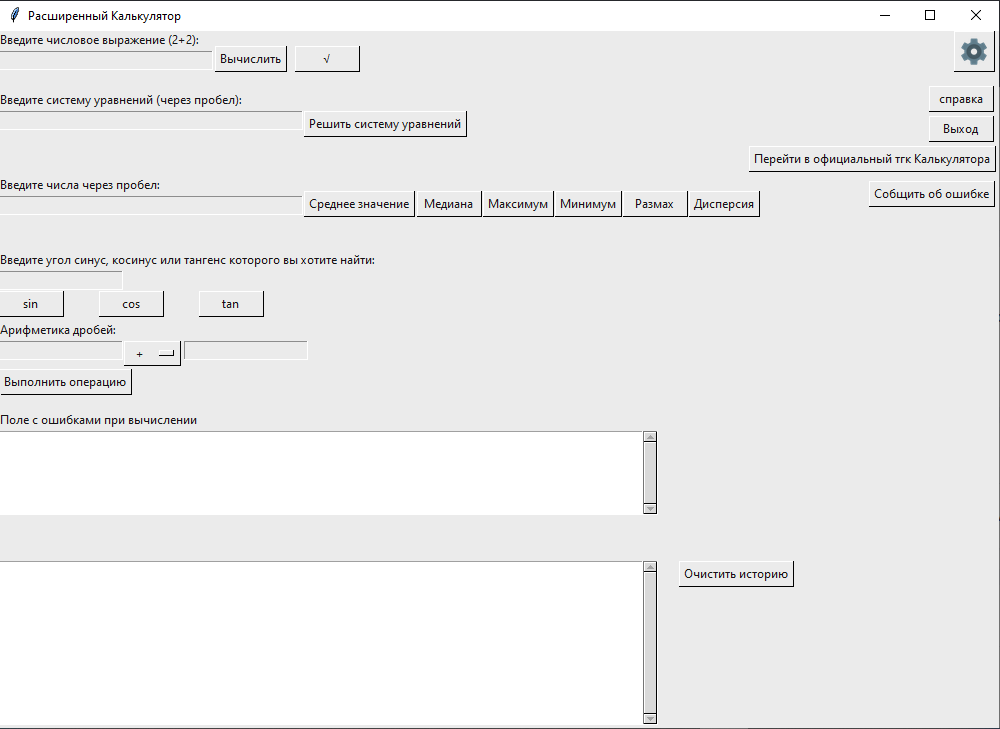 Расширенный Калькулятор
Введите числовое выражение (2+2):
Вычислить √
Введите систему уравнений (через пробел):
справка
Решить систему уравнений
Выход
Перейти в официальный тгк Калькулятора
Введите числа через пробел:
Собщить об ошибке
Среднее значение Медиана Максимум Минимум Размах Дисперсия
Введите угол синус, косинус или тангенс которого вы хотите найти:
sin cos tan
Арифметика дробей:
+
Выполнить операцию
Поле с ошибками при вычислении
Очистить историю